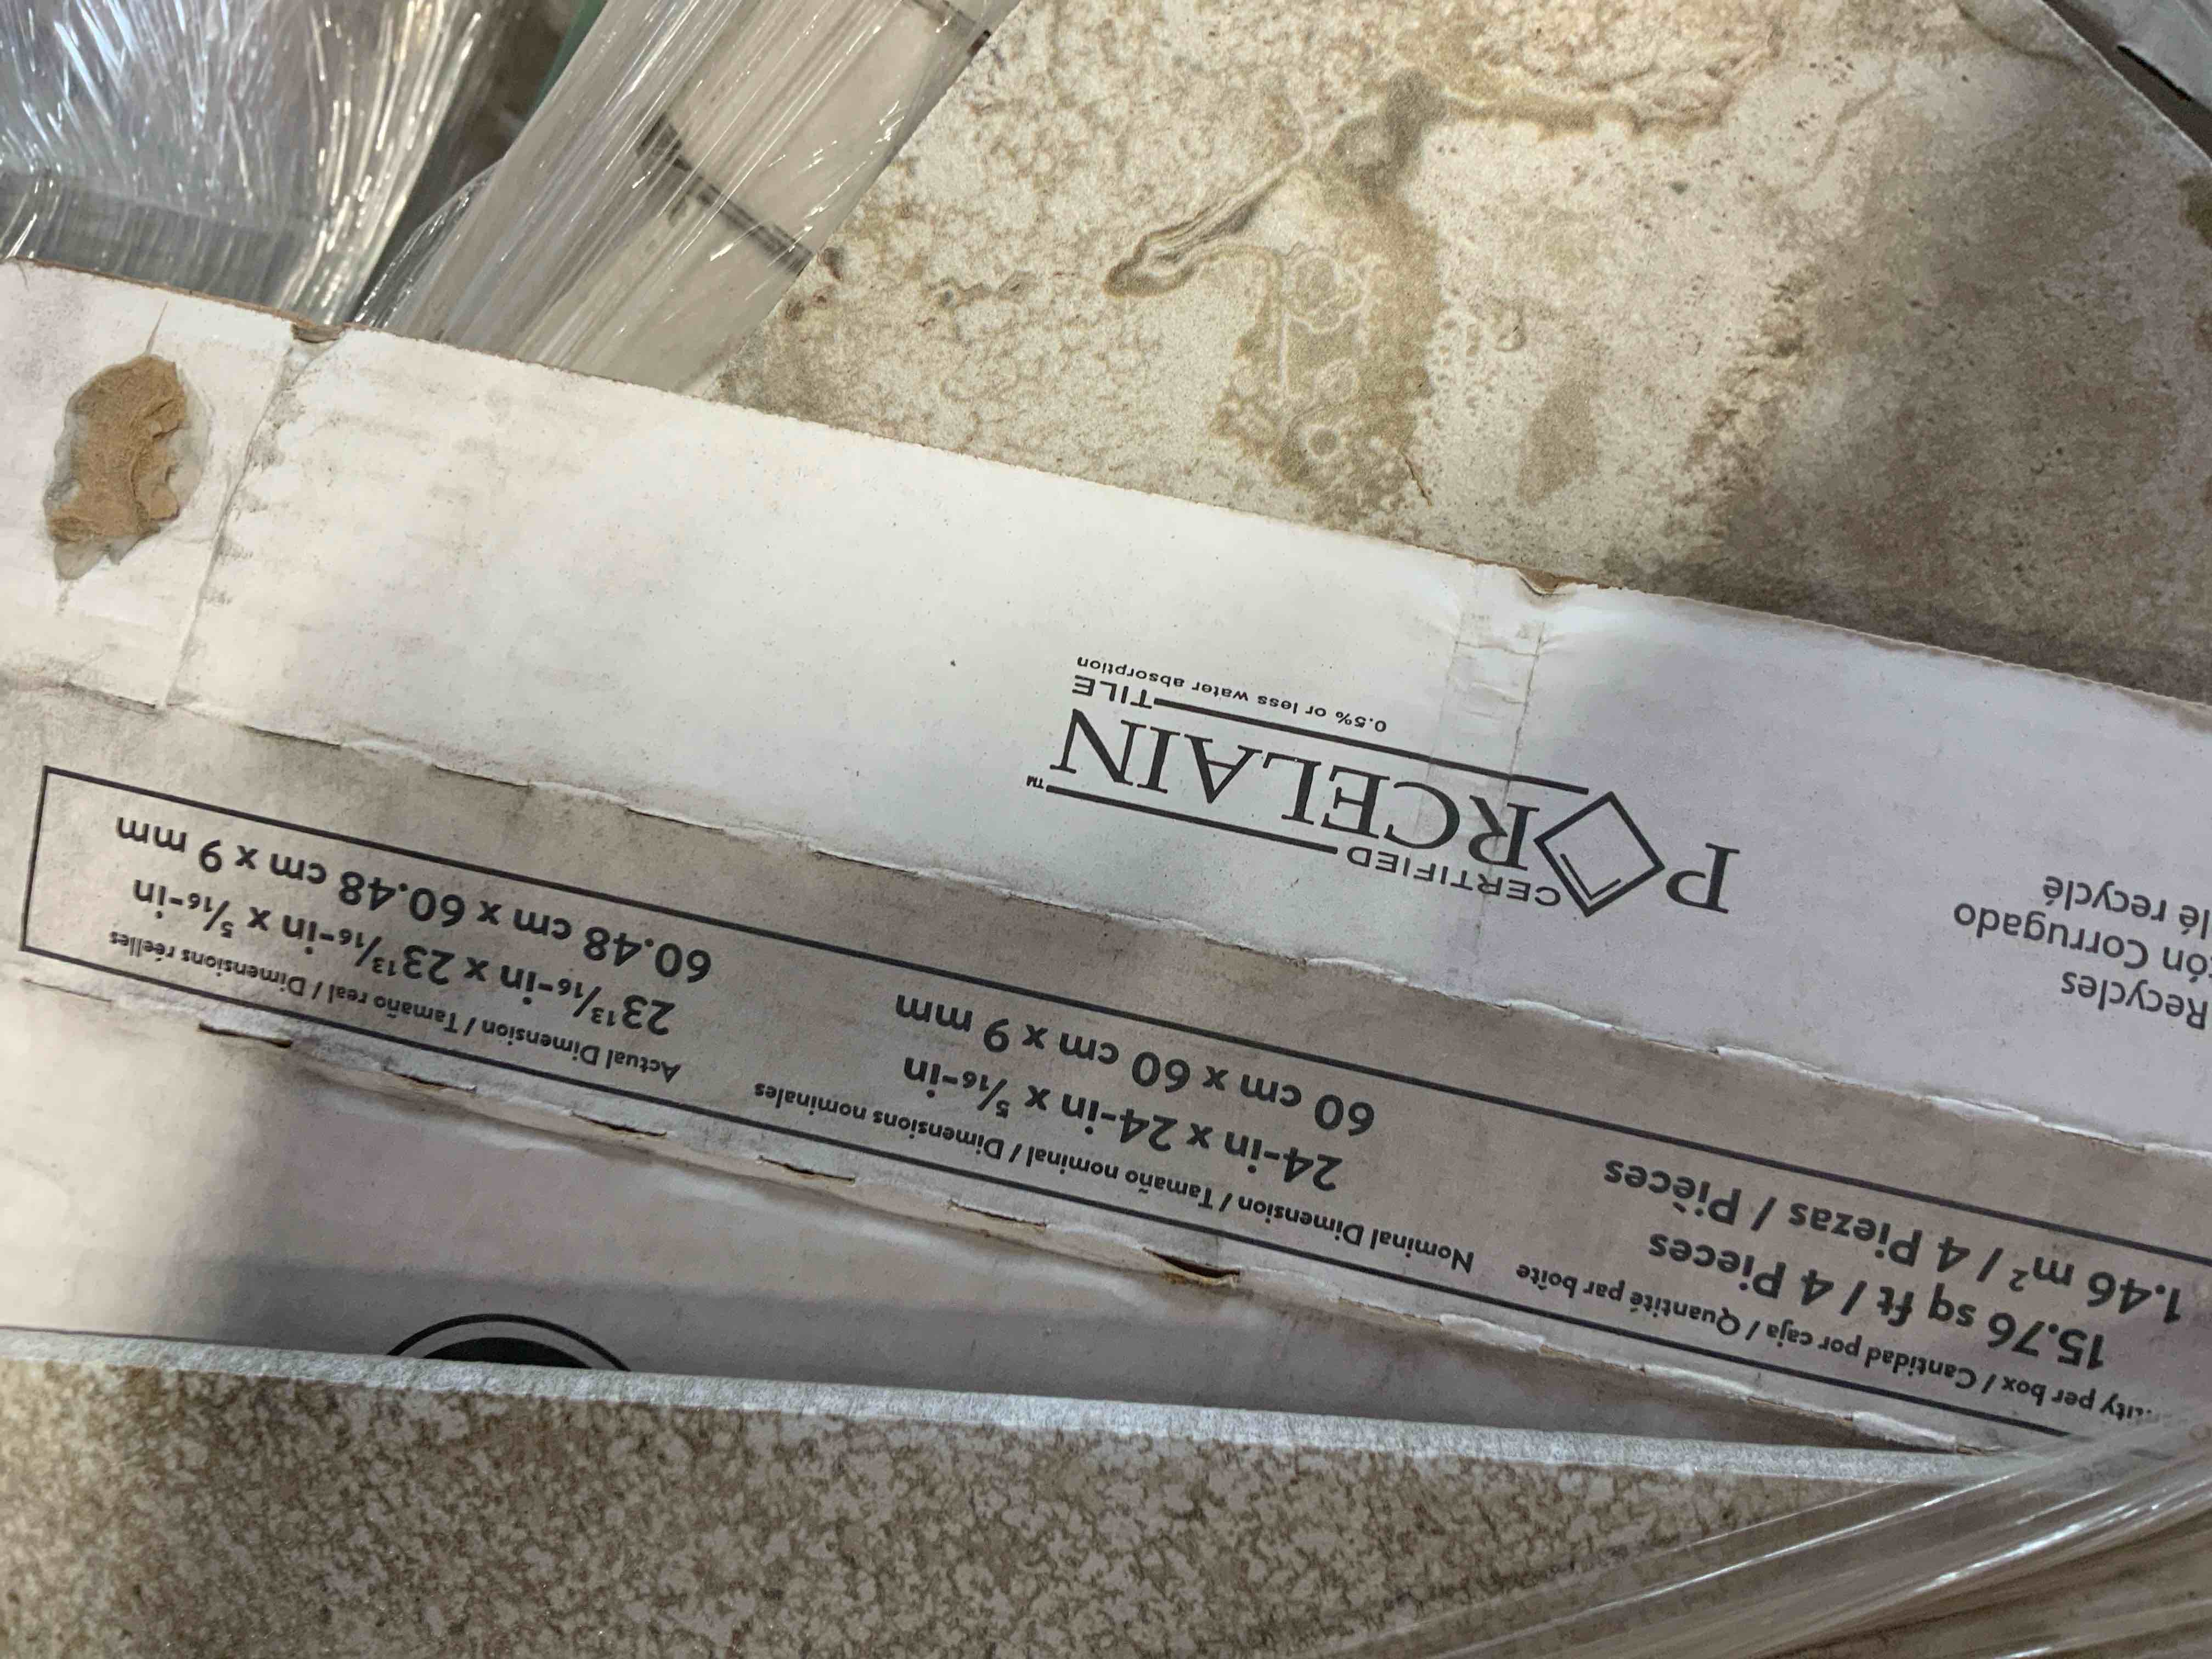 Recycles
ón Corrugado
lé recyclé
CERTIFIED
PORCELAIN™
TILE
0.5% or less water absorption
per box / Cantidad por caja / Quantité par boîte
15.76 sq ft / 4 Pieces
1.46 m² / 4 Piezas / Pièces
Nominal Dimension / Tamaño nominal / Dimensions nominales
24-in x 24-in x 5/16-in
60 cm x 60 cm x 9 mm
Actual Dimension / Tamaño real / Dimensions réelles
23 13/16-in x 23 13/16-in x 5/16-in
60.48 cm x 60.48 cm x 9 mm